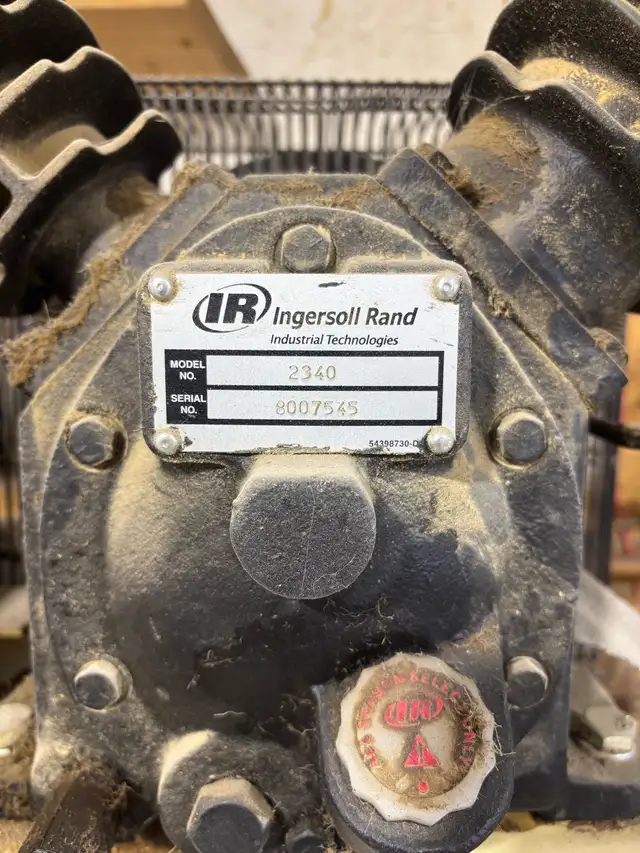 IR Ingersoll Rand
Industrial Technologies
MODEL NO. 2340
SERIAL NO. 8007545
54398730-D
IR